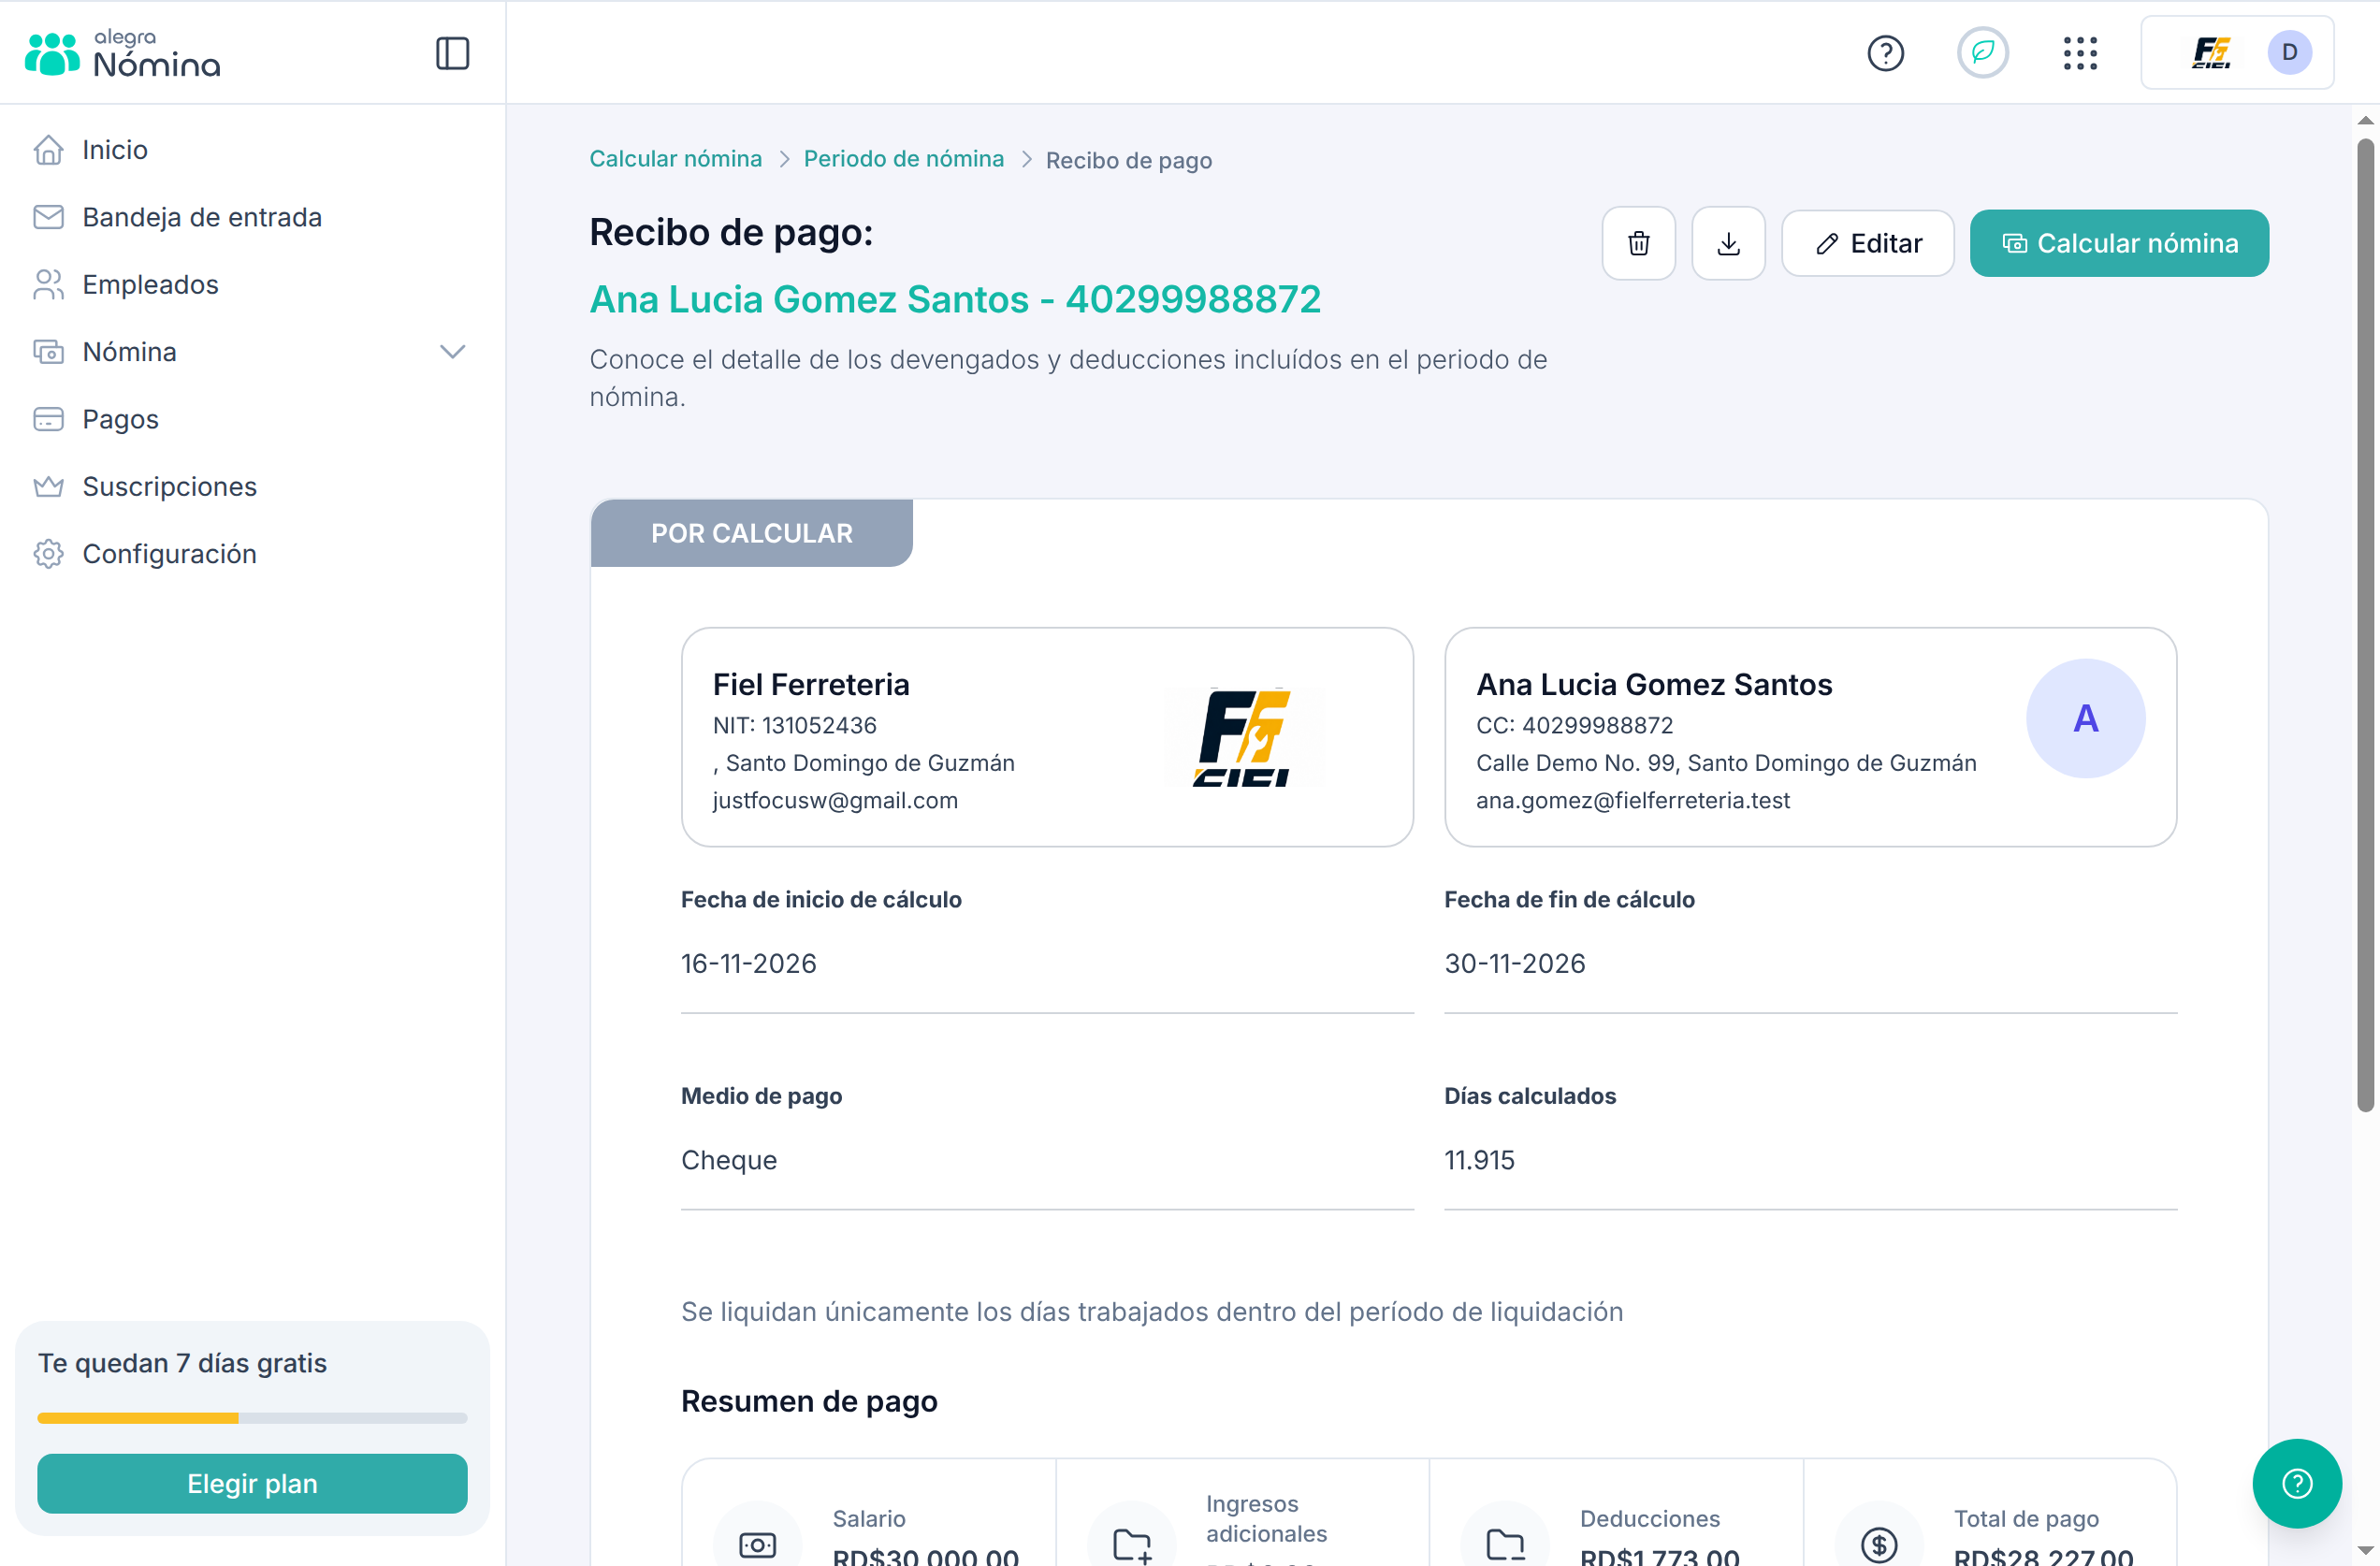 alegra
Nómina
D
Inicio
Bandeja de entrada
Empleados
Nómina
Pagos
Suscripciones
Configuración
Te quedan 7 días gratis
Elegir plan
Calcular nómina > Periodo de nómina > Recibo de pago
Recibo de pago:
Ana Lucia Gomez Santos - 40299988872
Conoce el detalle de los devengados y deducciones incluídos en el periodo de
nómina.
Editar
Calcular nómina
POR CALCULAR
Fiel Ferreteria
NIT: 131052436
, Santo Domingo de Guzmán
justfocusw@gmail.com
Ana Lucia Gomez Santos
CC: 40299988872
Calle Demo No. 99, Santo Domingo de Guzmán
ana.gomez@fielferreteria.test
A
Fecha de inicio de cálculo
16-11-2026
Fecha de fin de cálculo
30-11-2026
Medio de pago
Cheque
Días calculados
11.915
Se liquidan únicamente los días trabajados dentro del período de liquidación
Resumen de pago
Salario
RD$30,000.00
Ingresos
adicionales
Deducciones
RD$1,773.00
Total de pago
RD$28,227.00